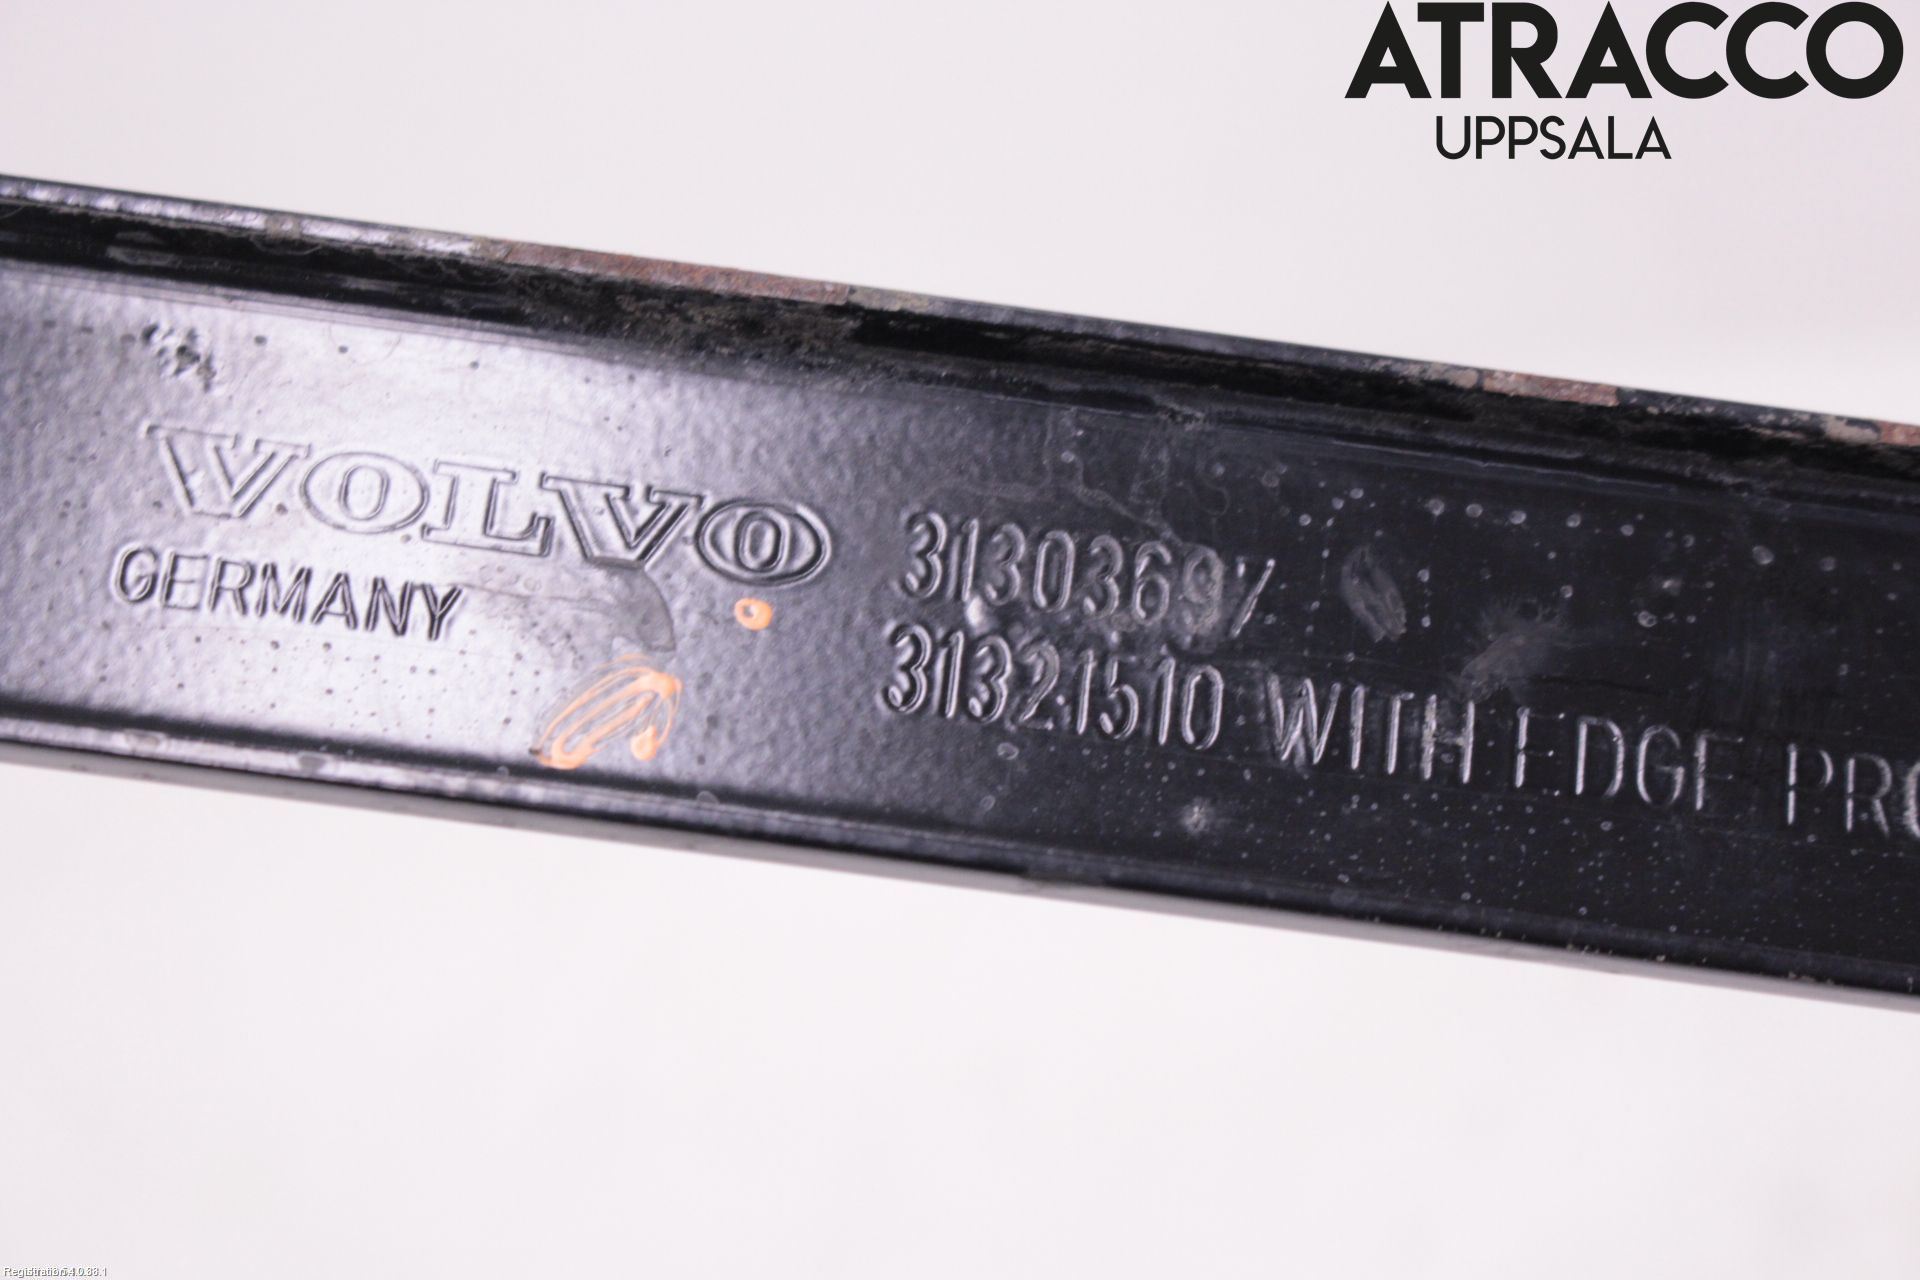 ATRACCO
UPPSALA
VOLVO
GERMANY
31303697
31321510 WITH EDGE PRO